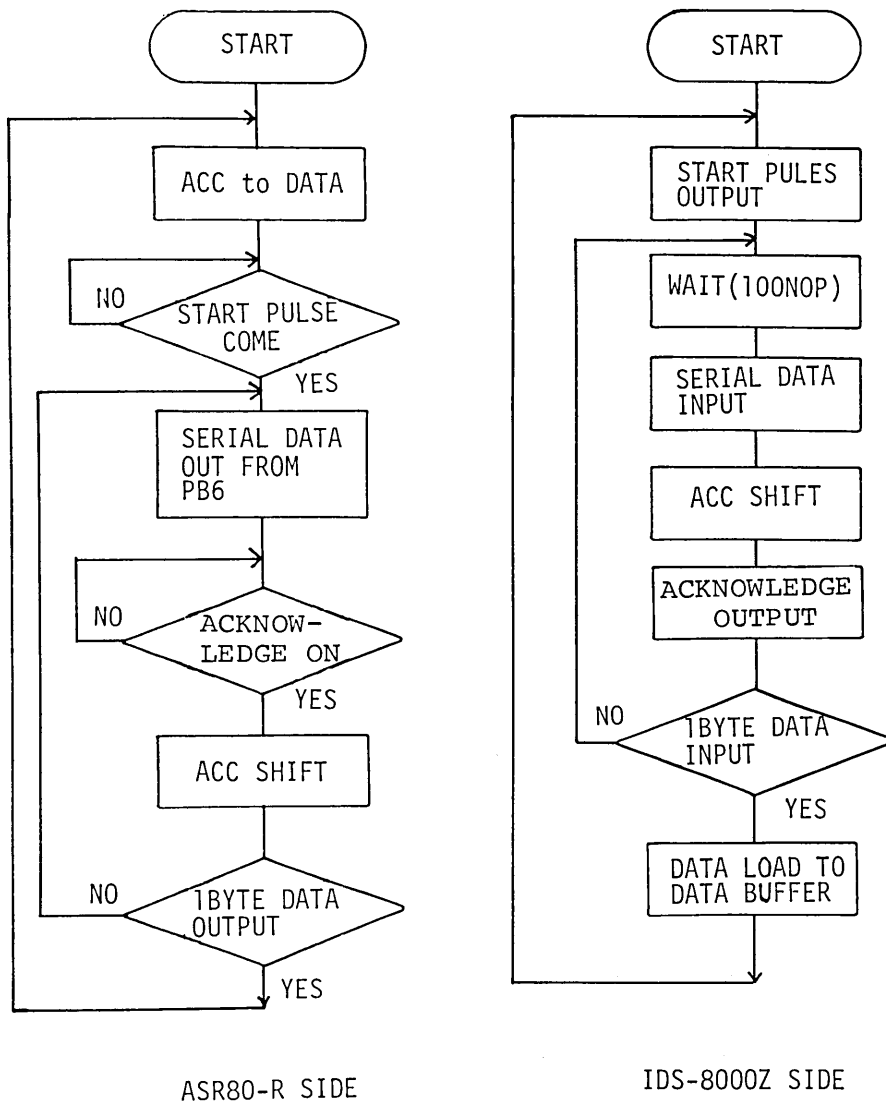 START
ACC to DATA
NO
START PULSE
COME
YES
SERIAL DATA
OUT FROM
PB6
NO
ACKNOW-
LEDGE ON
YES
ACC SHIFT
NO
1BYTE DATA
OUTPUT
YES
ASR80-R SIDE
START
START PULES
OUTPUT
WAIT(100NOP)
SERIAL DATA
INPUT
ACC SHIFT
ACKNOWLEDGE
OUTPUT
NO
1BYTE DATA
INPUT
YES
DATA LOAD TO
DATA BUFFER
IDS-8000Z SIDE